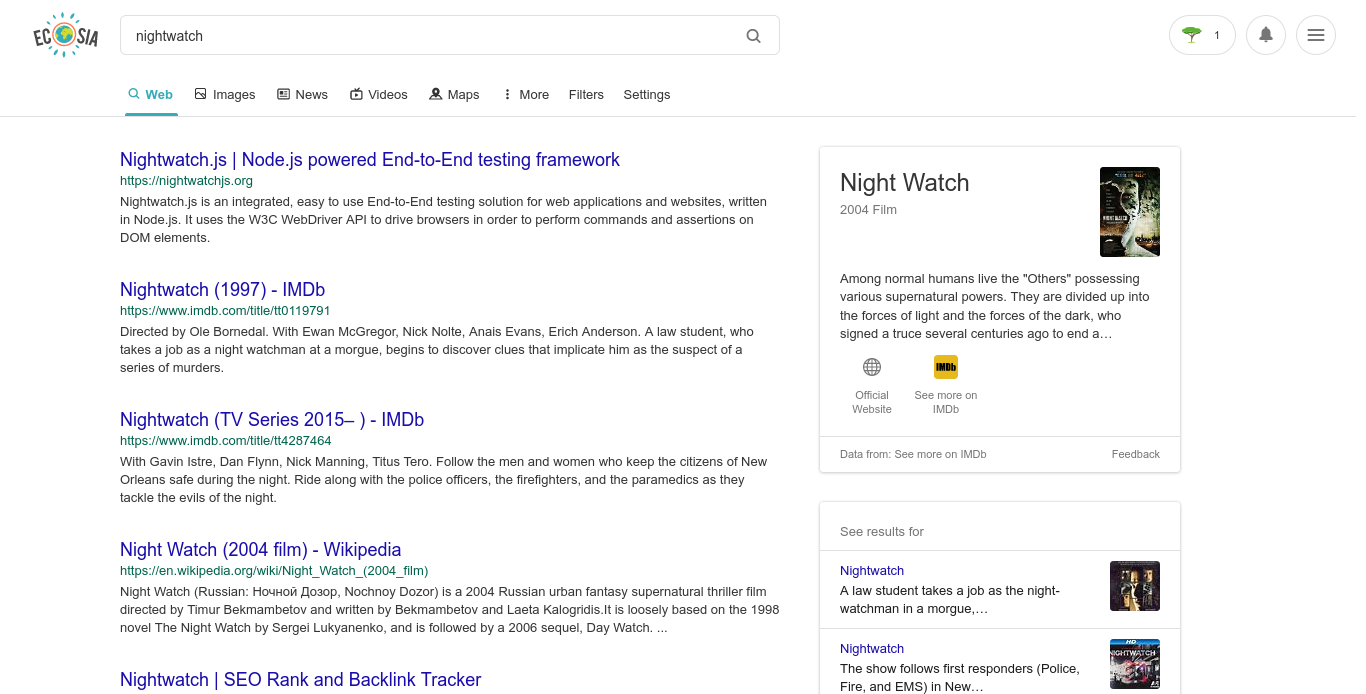 ECOSIA
nightwatch
1
Web
Images
News
Videos
Maps
More
Filters
Settings
Nightwatch.js | Node.js powered End-to-End testing framework
https://nightwatchjs.org
Nightwatch.js is an integrated, easy to use End-to-End testing solution for web applications and websites, written
in Node.js. It uses the W3C WebDriver API to drive browsers in order to perform commands and assertions on
DOM elements.
Nightwatch (1997) - IMDb
https://www.imdb.com/title/tt0119791
Directed by Ole Bornedal. With Ewan McGregor, Nick Nolte, Anais Evans, Erich Anderson. A law student, who
takes a job as a night watchman at a morgue, begins to discover clues that implicate him as the suspect of a
series of murders.
Nightwatch (TV Series 2015– ) - IMDb
https://www.imdb.com/title/tt4287464
With Gavin Istre, Dan Flynn, Nick Manning, Titus Tero. Follow the men and women who keep the citizens of New
Orleans safe during the night. Ride along with the police officers, the firefighters, and the paramedics as they
tackle the evils of the night.
Night Watch (2004 film) - Wikipedia
https://en.wikipedia.org/wiki/Night_Watch_(2004_film)
Night Watch (Russian: Ночной Дозор, Nochnoy Dozor) is a 2004 Russian urban fantasy supernatural thriller film
directed by Timur Bekmambetov and written by Bekmambetov and Laeta Kalogridis.It is loosely based on the 1998
novel The Night Watch by Sergei Lukyanenko, and is followed by a 2006 sequel, Day Watch. ...
Nightwatch | SEO Rank and Backlink Tracker
Night Watch
2004 Film
NIGHT WATCH
Among normal humans live the "Others" possessing
various supernatural powers. They are divided up into
the forces of light and the forces of the dark, who
signed a truce several centuries ago to end a…
IMDb
Official
Website
See more on
IMDb
Data from: See more on IMDb
Feedback
See results for
Nightwatch
A law student takes a job as the night-
watchman in a morgue,…
Nightwatch
The show follows first responders (Police,
Fire, and EMS) in New…
HD
NIGHTWATCH